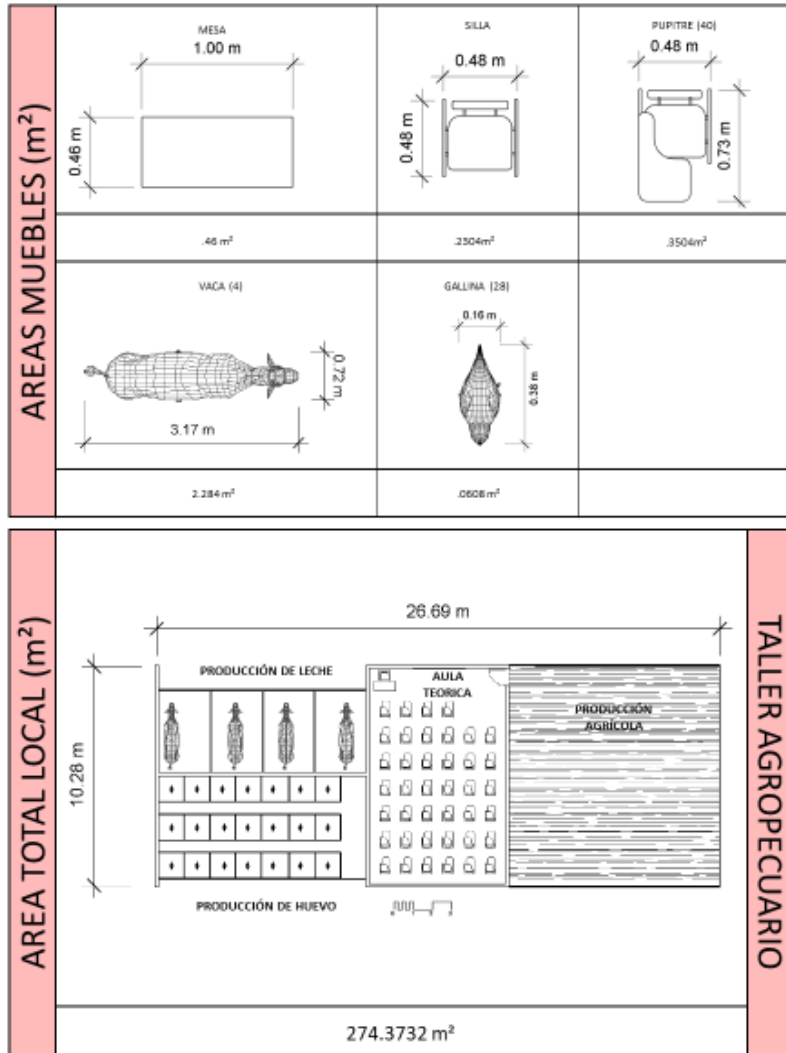 AREAS MUEBLES (m²)
MESA
1.00 m
0.46 m
.46 m²
SILLA
0.48 m
0.48 m
.2304m²
PUPITRE (40)
0.48 m
0.73 m
.3504m²
VACA (4)
0.72 m
3.17 m
2.284 m²
GALLINA (28)
0.16 m
0.38 m
.0608 m²
AREA TOTAL LOCAL (m²)
26.69 m
10.28 m
PRODUCCIÓN DE LECHE
AULA
TEORICA
PRODUCCIÓN
AGRÍCOLA
PRODUCCIÓN DE HUEVO
274.3732 m²
TALLER AGROPECUARIO